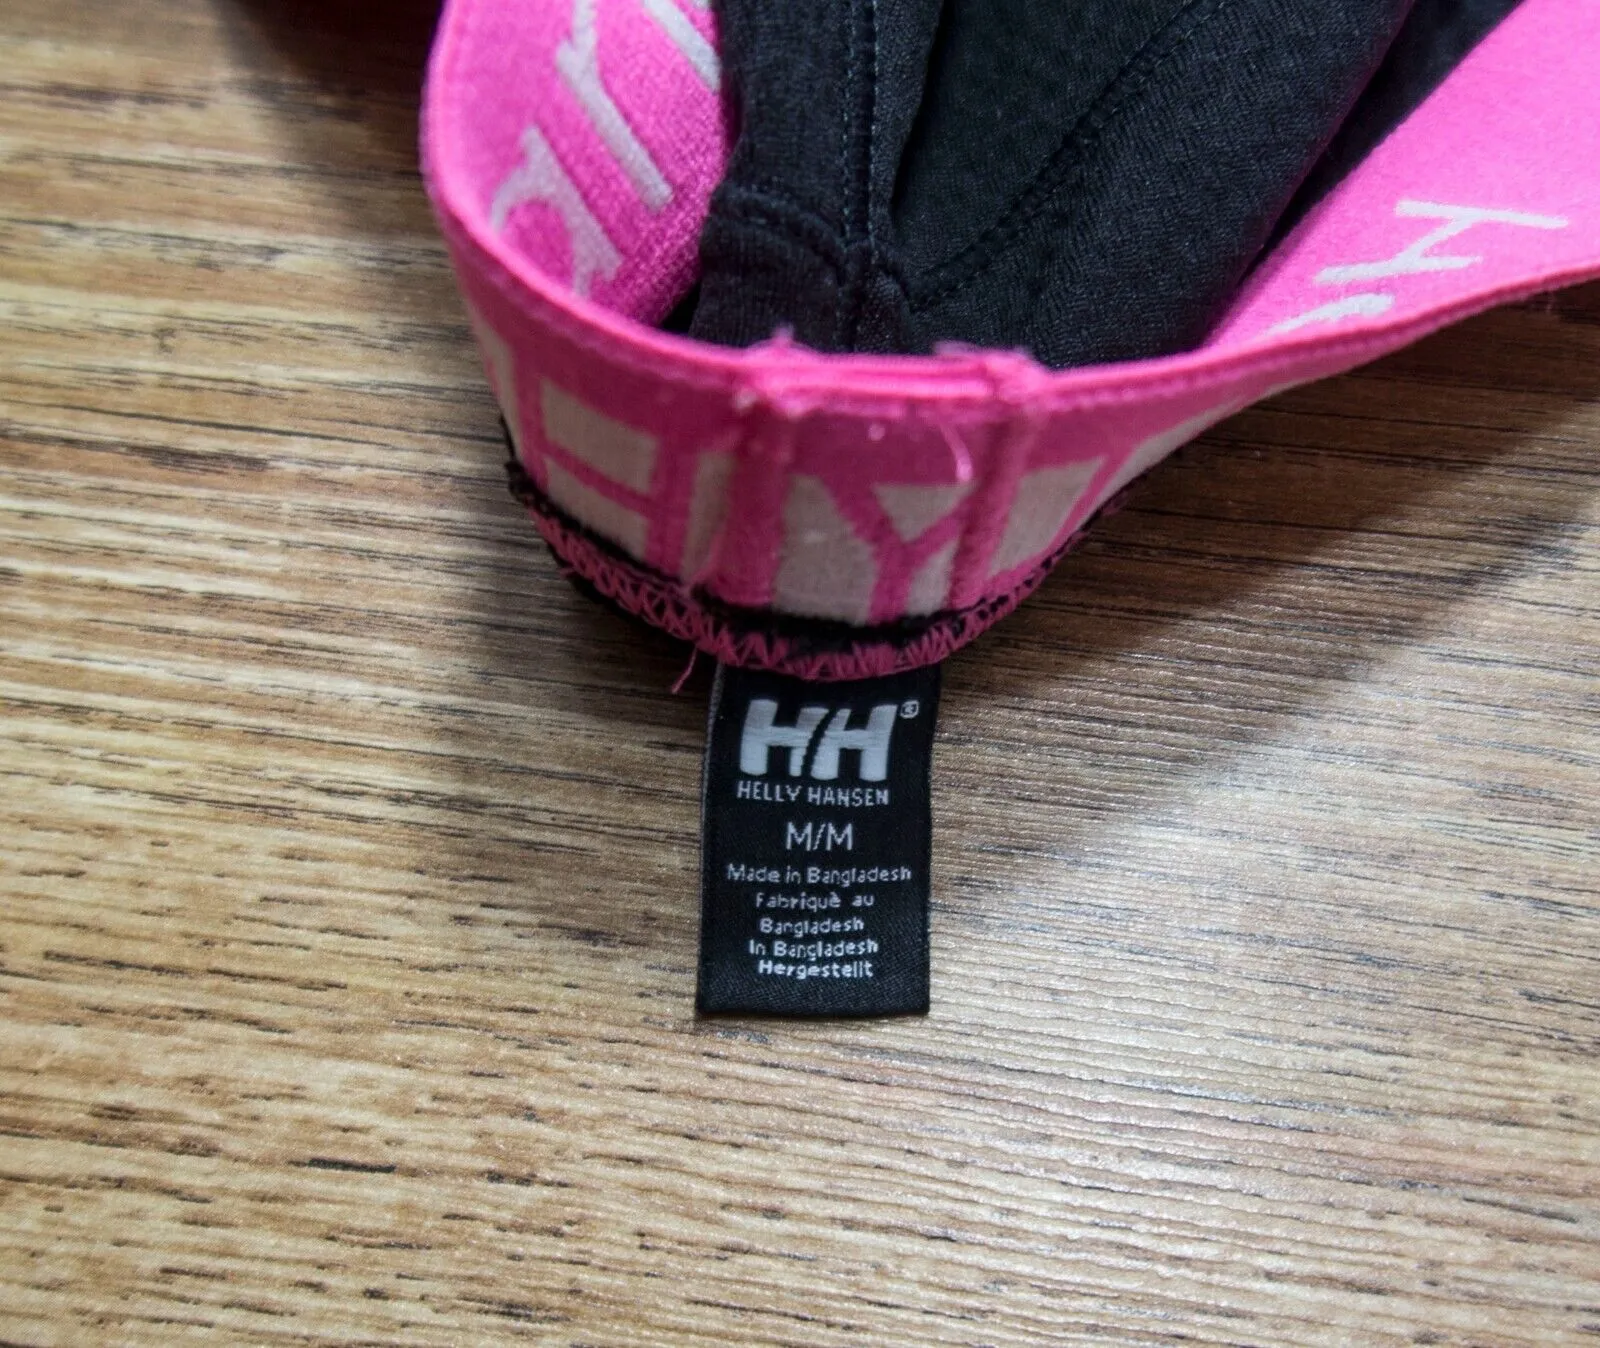 HH®
HELLY HANSEN
M/M
Made in Bangladesh
Fabriquè au
Bangladesh
In Bangladesh
Hergestellt